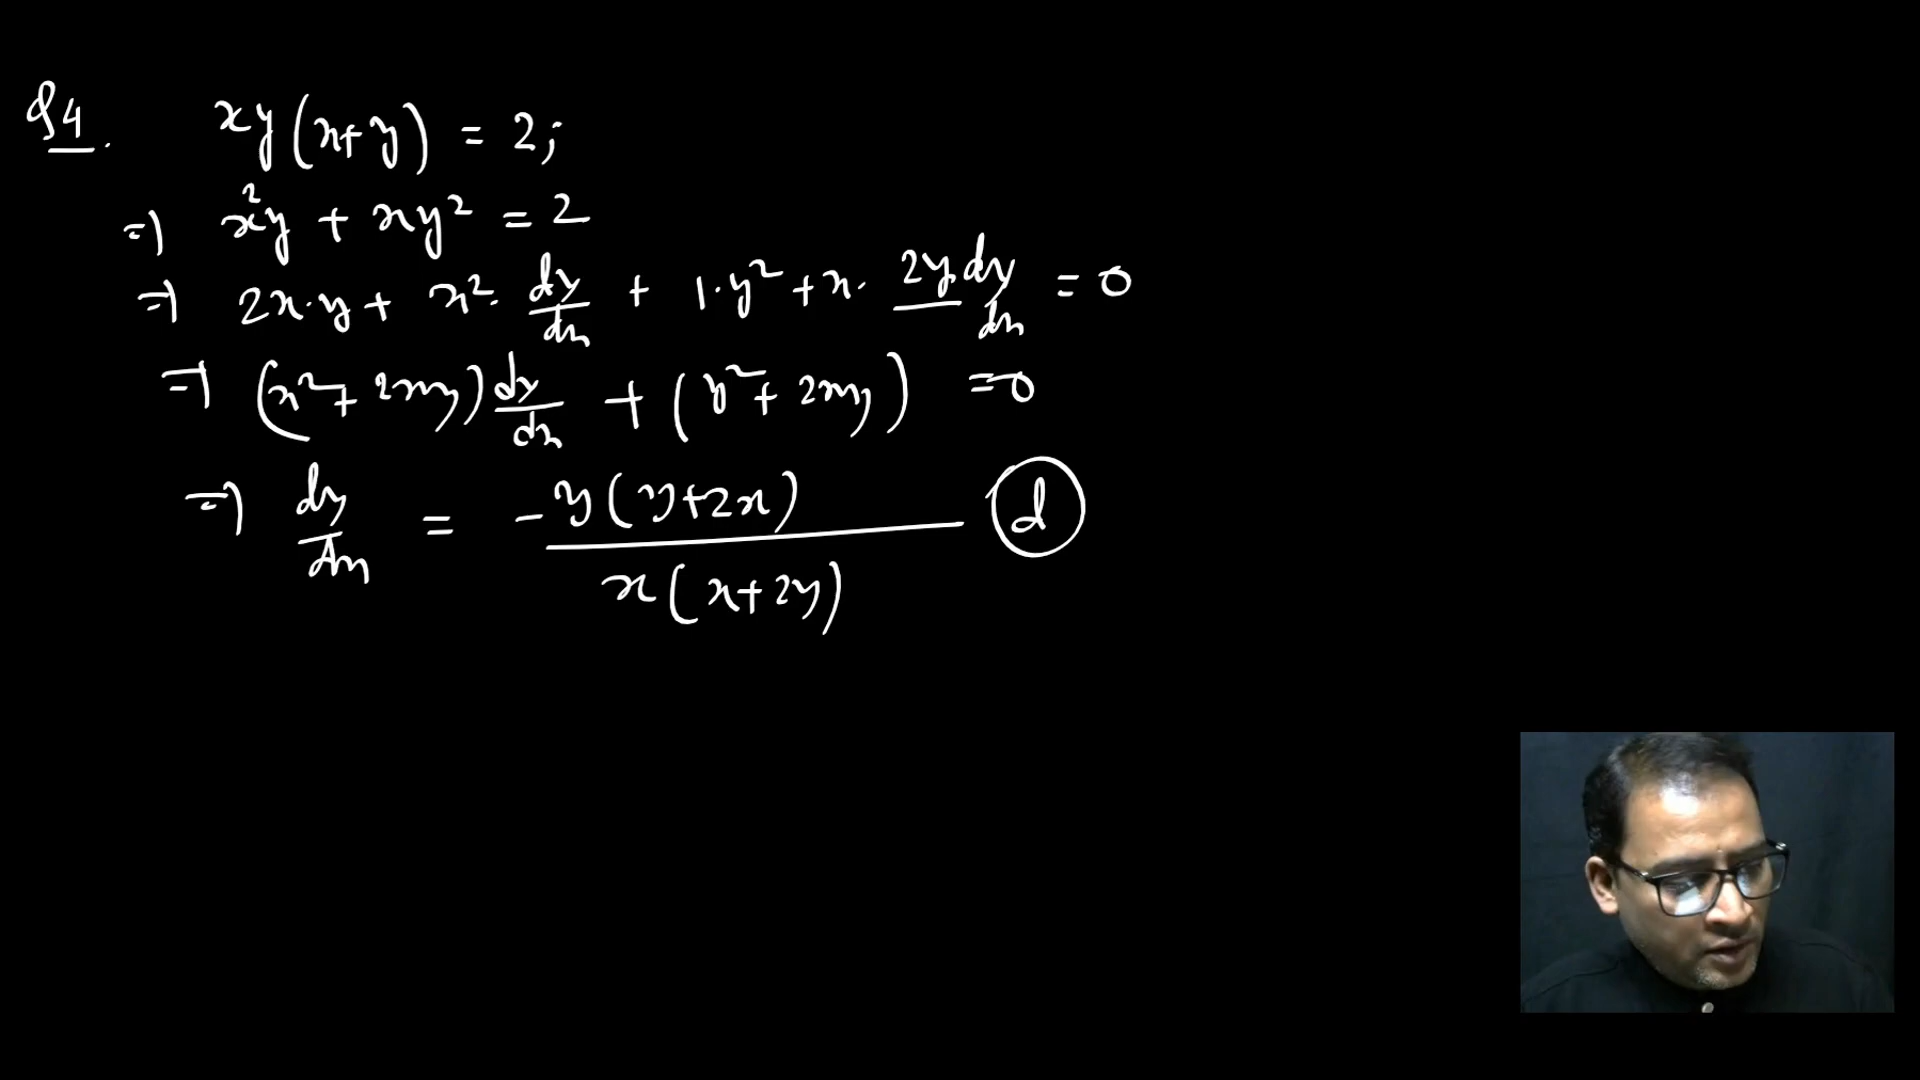 Q4. xy(x+y) = 2;
⇒ x²y + xy² = 2
⇒ 2x·y + x²· dy/dx + 1·y² + x· 2y dy/dx = 0
⇒ (x² + 2xy) dy/dx + (y² + 2xy) = 0
⇒ dy/dx = -y(y+2x) / x(x+2y) (d)